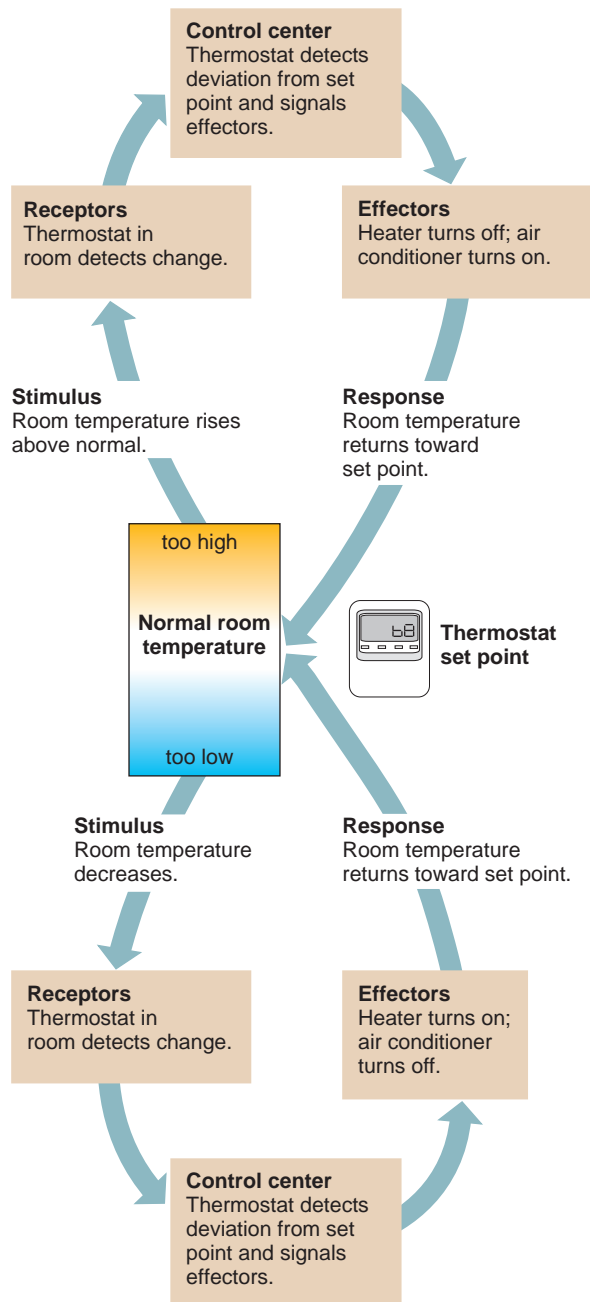 Control center
Thermostat detects
deviation from set
point and signals
effectors.
Receptors
Thermostat in
room detects change.
Effectors
Heater turns off; air
conditioner turns on.
Stimulus
Room temperature rises
above normal.
Response
Room temperature
returns toward
set point.
too high
Normal room
temperature
too low
68
Thermostat
set point
Stimulus
Room temperature
decreases.
Response
Room temperature
returns toward set point.
Receptors
Thermostat in
room detects change.
Effectors
Heater turns on;
air conditioner
turns off.
Control center
Thermostat detects
deviation from set
point and signals
effectors.